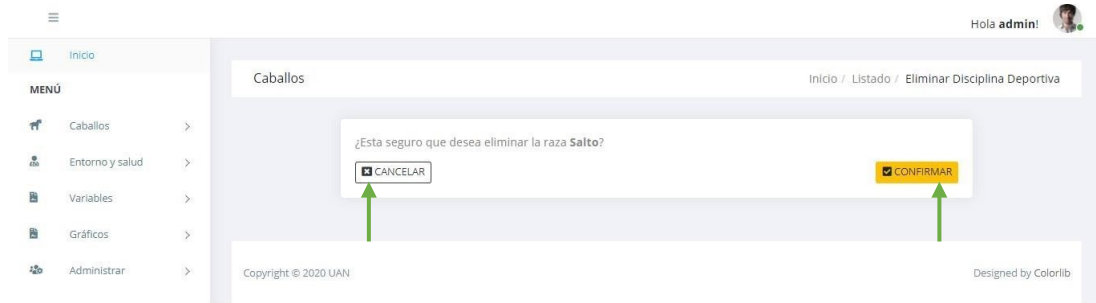 Hola admin!
Inicio
MENÚ
Caballos
Entorno y salud
Variables
Gráficos
Administrar
Caballos
Inicio / Listado / Eliminar Disciplina Deportiva
¿Esta seguro que desea eliminar la raza Salto?
CANCELAR
CONFIRMAR
Copyright © 2020 UAN
Designed by Colorlib